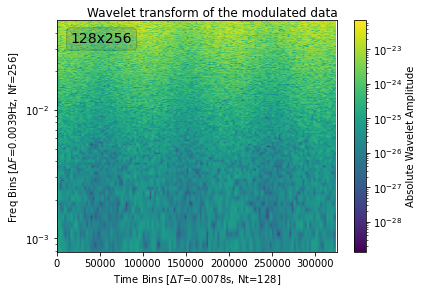 Wavelet transform of the modulated data
128x256
Freq Bins [ΔF=0.0039Hz, Nf=256]
10⁻²
10⁻³
0 50000 100000 150000 200000 250000 300000
Time Bins [ΔT=0.0078s, Nt=128]
10⁻²³
10⁻²⁴
10⁻²⁵
10⁻²⁶
10⁻²⁷
10⁻²⁸
Absolute Wavelet Amplitude